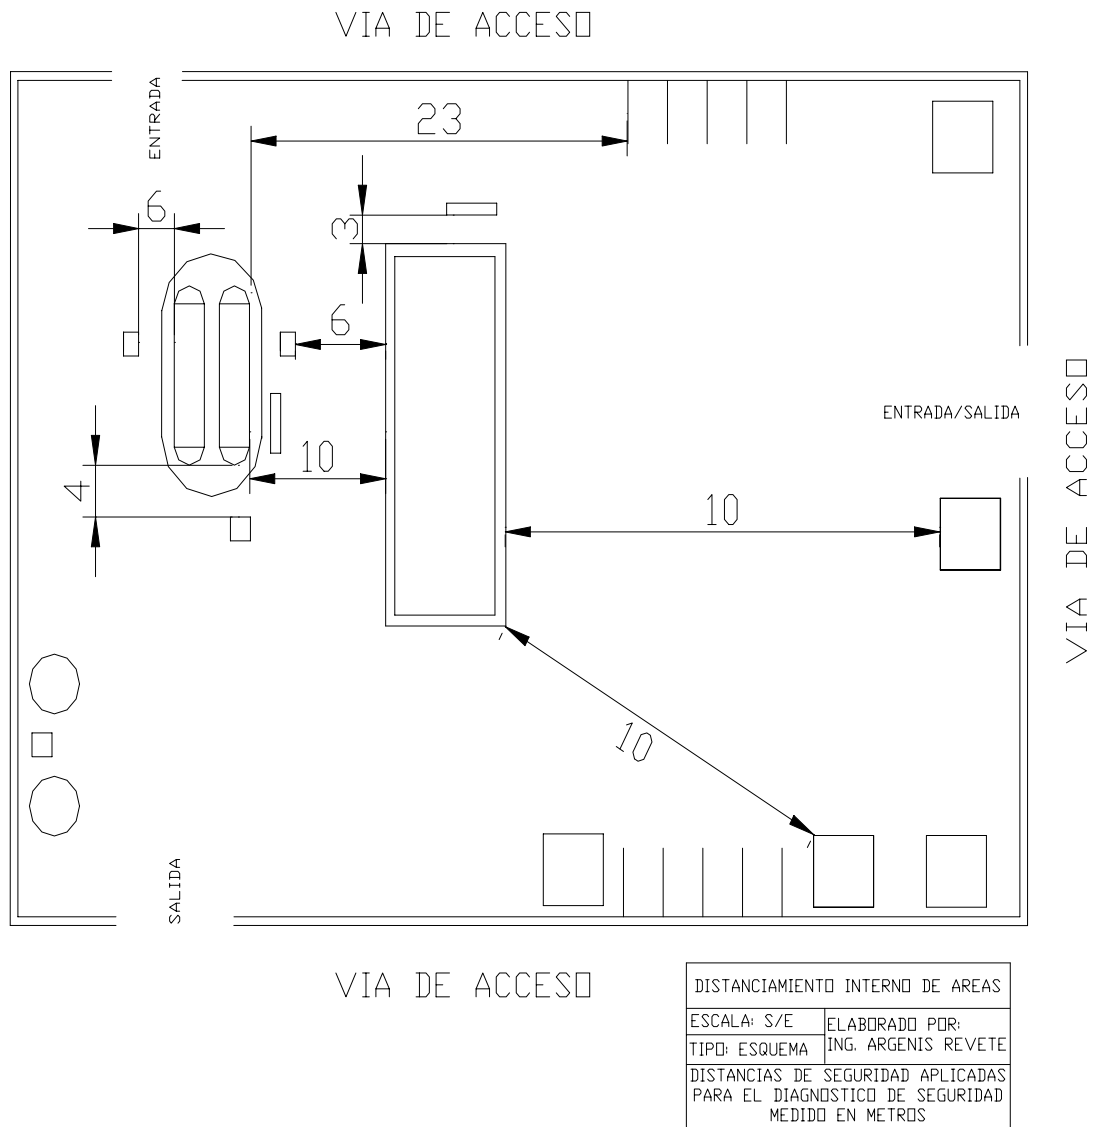 VIA DE ACCESO
ENTRADA
23
6
3
6
ENTRADA/SALIDA
VIA DE ACCESO
10
4
10
10
SALIDA
VIA DE ACCESO
DISTANCIAMIENTO INTERNO DE AREAS
ESCALA: S/E
ELABORADO POR:
TIPO: ESQUEMA
ING. ARGENIS REVETE
DISTANCIAS DE SEGURIDAD APLICADAS
PARA EL DIAGNOSTICO DE SEGURIDAD
MEDIDO EN METROS